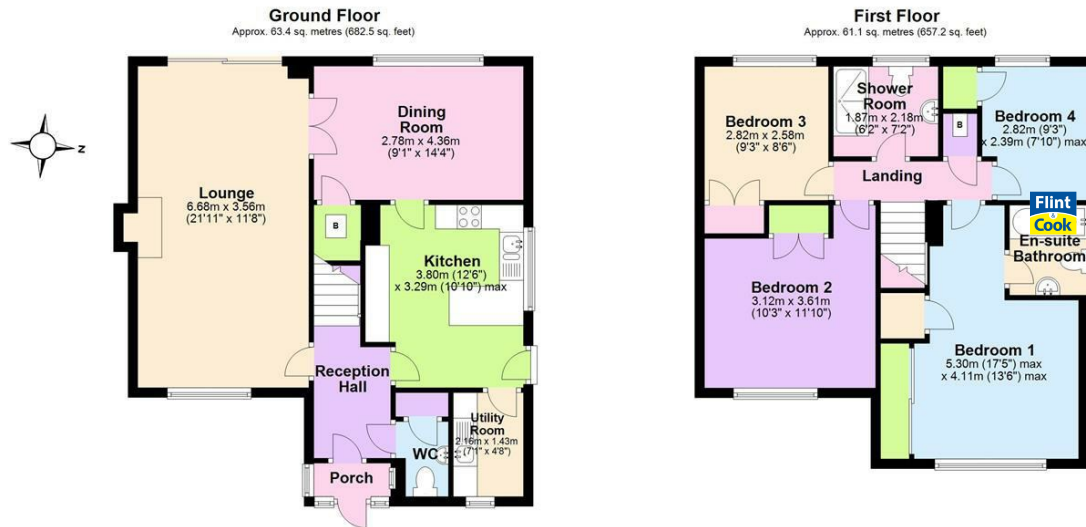 Ground Floor
Approx. 63.4 sq. metres (682.5 sq. feet)
Z
Lounge
6.68m x 3.56m
(21'11" x 11'8")
Dining
Room
2.78m x 4.36m
(9'1" x 14'4")
B
Kitchen
3.80m (12'6")
x 3.29m (10'10") max
Reception
Hall
WC
Utility
Room
2.16m x 1.43m
(7'1" x 4'8")
Porch
First Floor
Approx. 61.1 sq. metres (657.2 sq. feet)
Bedroom 3
2.82m x 2.58m
(9'3" x 8'6")
Shower
Room
1.87m x 2.18m
(6'2" x 7'2")
B
Bedroom 4
2.82m (9'3")
x 2.39m (7'10") max
Landing
Flint
&
Cook
En-suite
Bathroom
Bedroom 2
3.12m x 3.61m
(10'3" x 11'10")
Bedroom 1
5.30m (17'5") max
x 4.11m (13'6") max